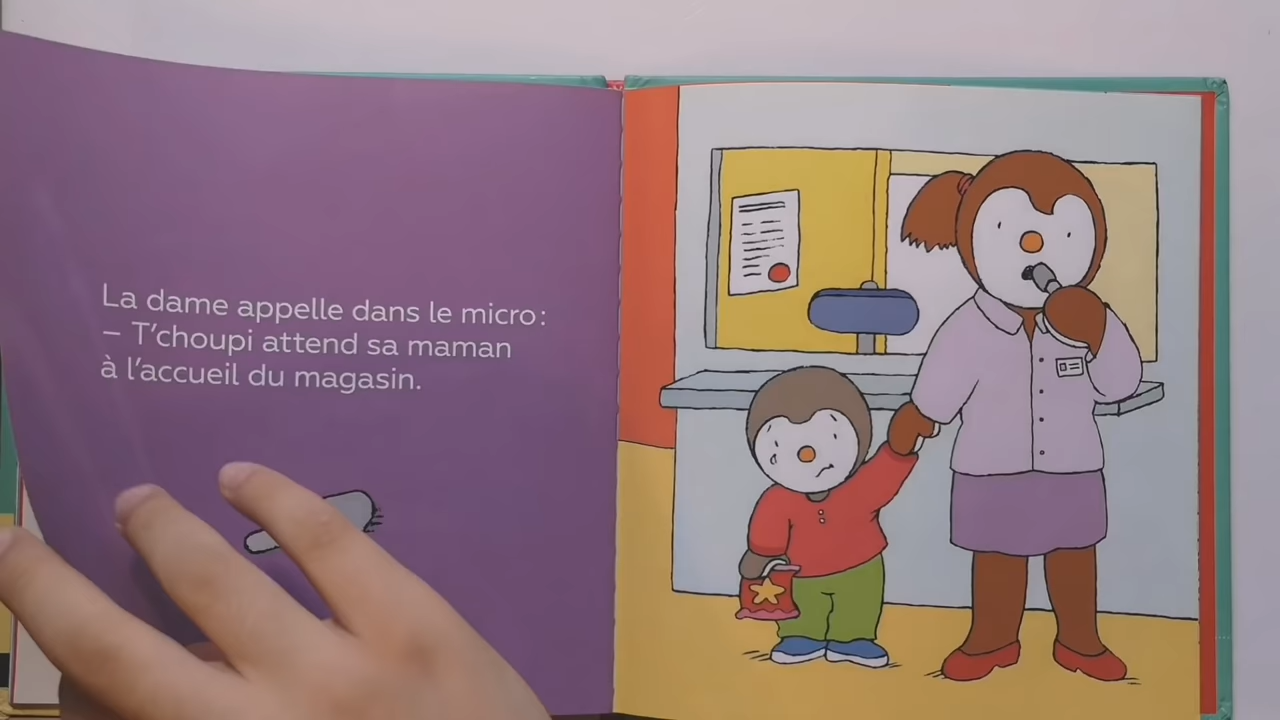 La dame appelle dans le micro :
– T'choupi attend sa maman
à l'accueil du magasin.